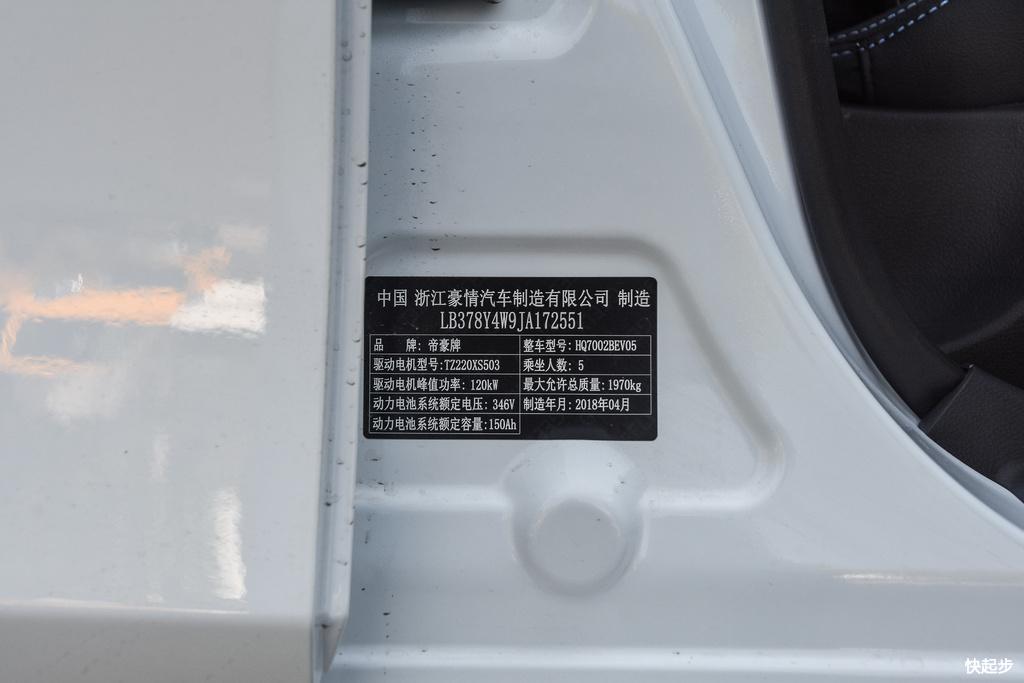 中国 浙江豪情汽车制造有限公司 制造
LB378Y4W9JA172551
品 牌: 帝豪牌 整车型号: HQ7002BEV05
驱动电机型号:TZ220XS503 乘坐人数: 5
驱动电机峰值功率: 120kW 最大允许总质量: 1970kg
动力电池系统额定电压: 346V 制造年月: 2018年04月
动力电池系统额定容量:150Ah
快起步